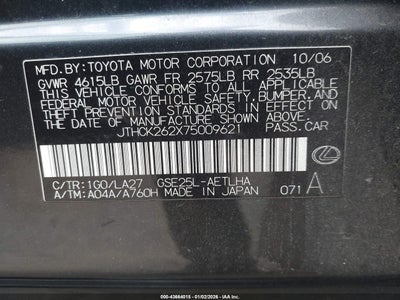 MFD.BY:TOYOTA MOTOR CORPORATION 10/06
GVWR 4615LB GAWR FR 2575LB RR 2535LB
THIS VEHICLE CONFORMS TO ALL APPLICABLE
FEDERAL MOTOR VEHICLE SAFETY, BUMPER, AND
THEFT PREVENTION STANDARDS IN EFFECT ON
THE DATE OF MANUFACTURE SHOWN ABOVE.
JTHCK262X75009621 PASS.CAR
C/TR:1G0/LA27 GSE25L-AETLHA
A/TM:A04A/A760H MADE IN JAPAN 071 A
000-43664015 - 01/02/2026 - IAA Inc.